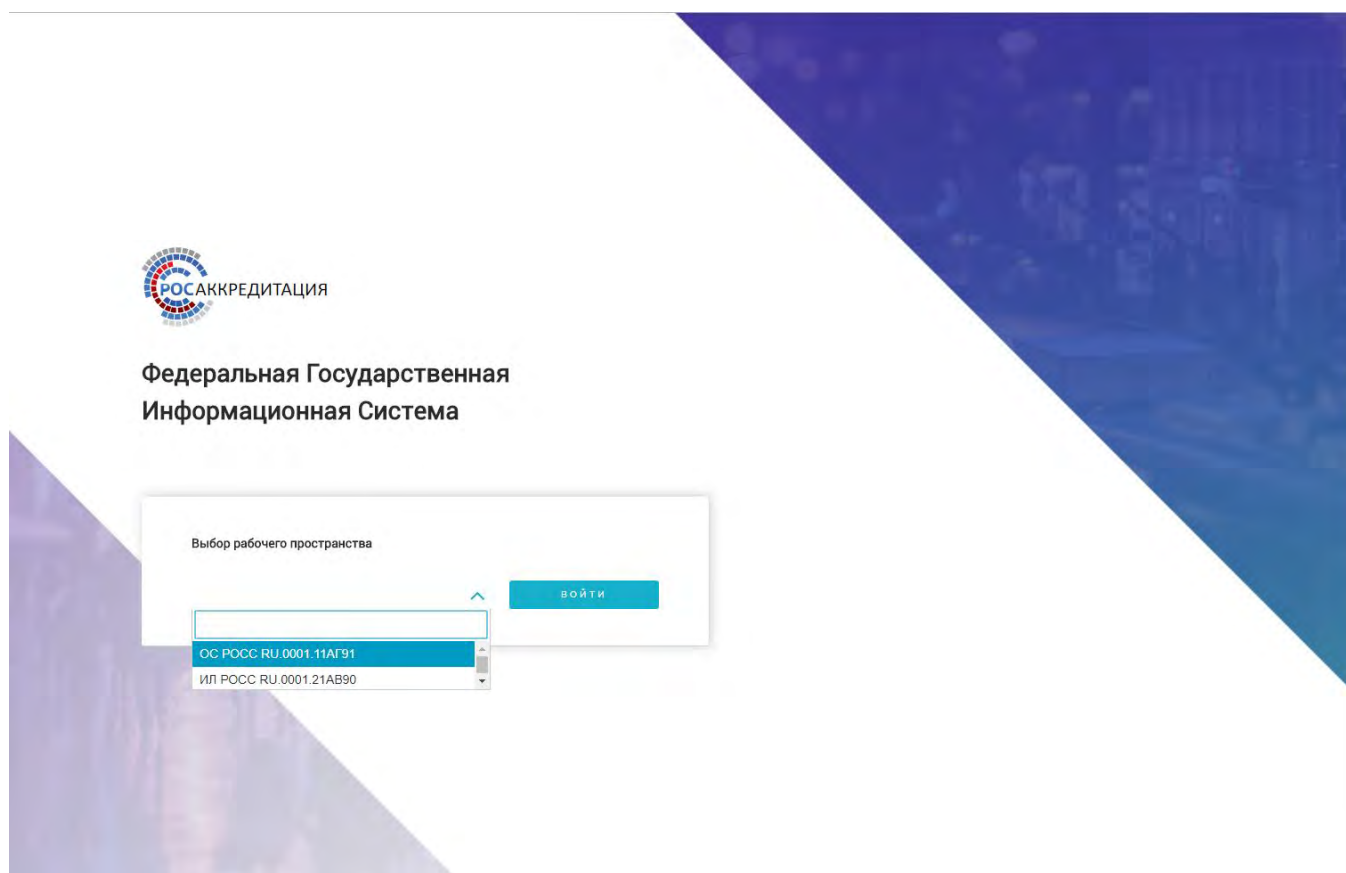 РОСАККРЕДИТАЦИЯ
Федеральная Государственная
Информационная Система
Выбор рабочего пространства
ВОЙТИ
ОС РОСС RU.0001.11АГ91
ИЛ РОСС RU.0001.21АВ90